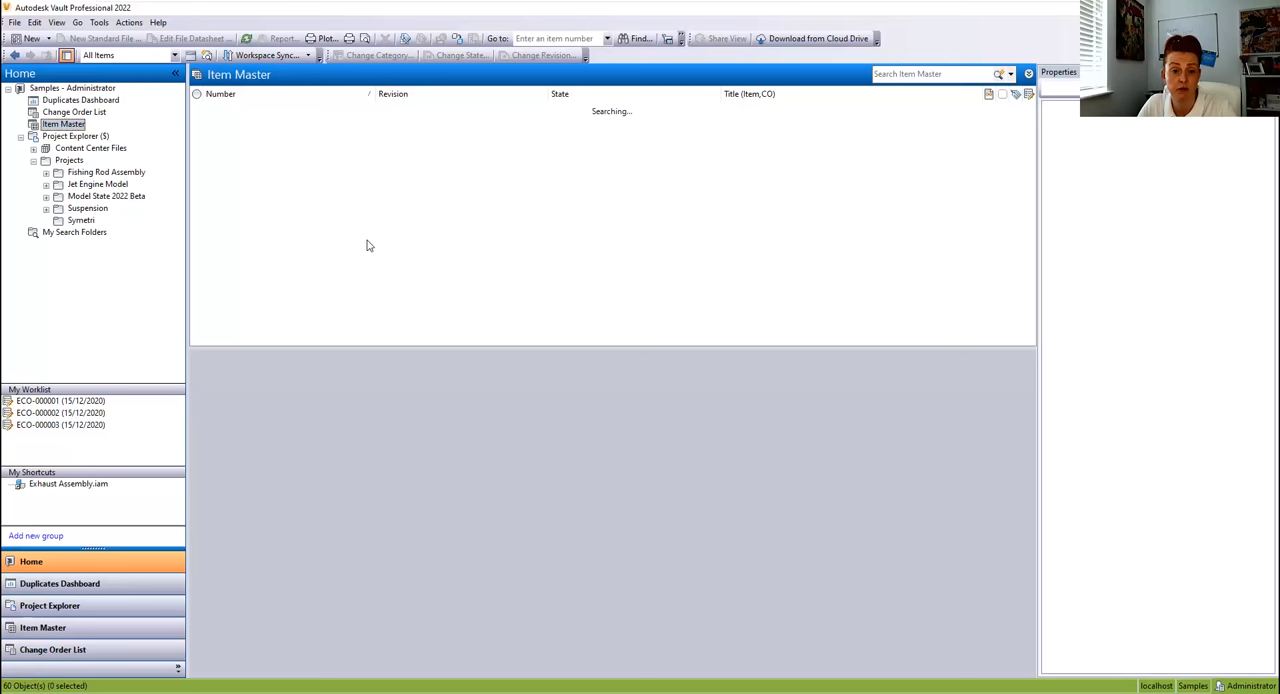 Autodesk Vault Professional 2022
File Edit View Go Tools Actions Help
New New Standard File ... Edit File Datasheet ... Report... Plot... Go to: Enter an item number Find... Share View Download from Cloud Drive
All Items Workspace Sync... Change Category... Change State... Change Revision...
Home
Samples - Administrator
Duplicates Dashboard
Change Order List
Item Master
Project Explorer ($)
Content Center Files
Projects
Fishing Rod Assembly
Jet Engine Model
Model State 2022 Beta
Suspension
Symetri
My Search Folders
My Worklist
ECO-000001 (15/12/2020)
ECO-000002 (15/12/2020)
ECO-000003 (15/12/2020)
My Shortcuts
Exhaust Assembly.iam
Add new group
Home
Duplicates Dashboard
Project Explorer
Item Master
Change Order List
Item Master Search Item Master
Number Revision State Title (Item,CO)
Searching...
Properties
60 Object(s) (0 selected) localhost Samples Administrator